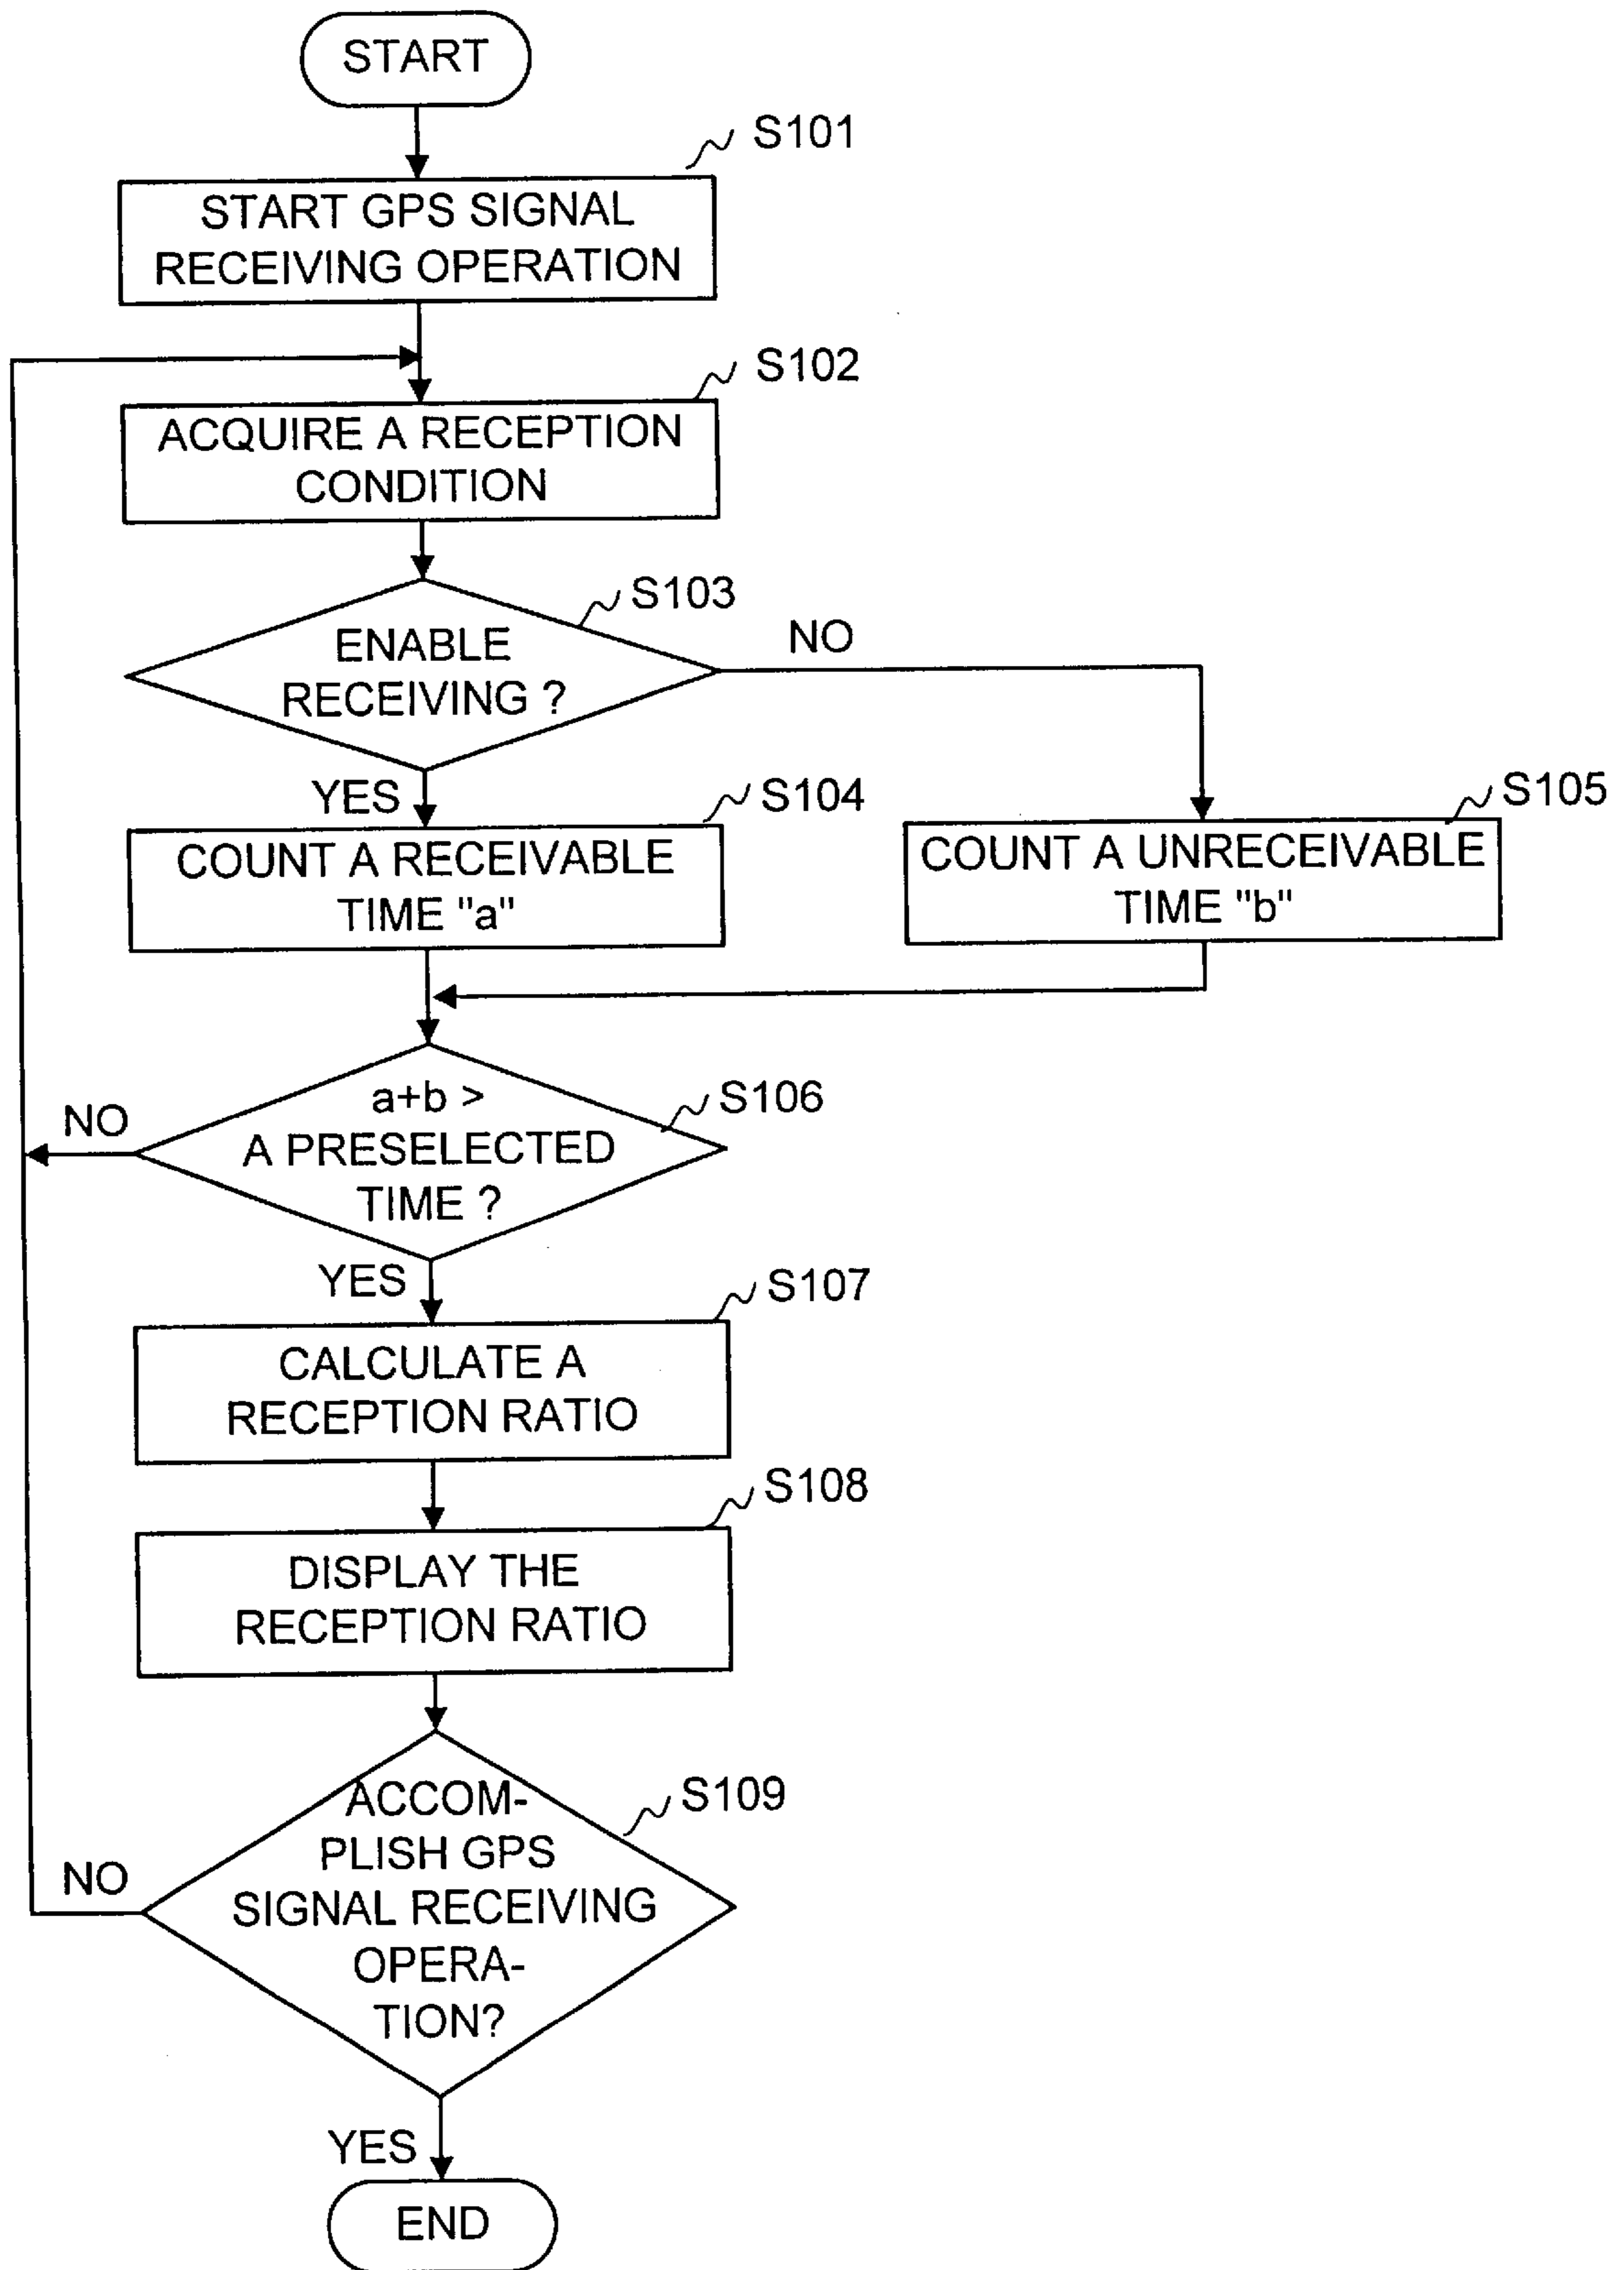 START
S101
START GPS SIGNAL
RECEIVING OPERATION
S102
ACQUIRE A RECEPTION
CONDITION
S103
ENABLE
RECEIVING ?
NO
YES
S104
COUNT A RECEIVABLE
TIME "a"
S105
COUNT A UNRECEIVABLE
TIME "b"
S106
a+b >
A PRESELECTED
TIME ?
NO
YES
S107
CALCULATE A
RECEPTION RATIO
S108
DISPLAY THE
RECEPTION RATIO
S109
ACCOM-
PLISH GPS
SIGNAL RECEIVING
OPERA-
TION?
NO
YES
END